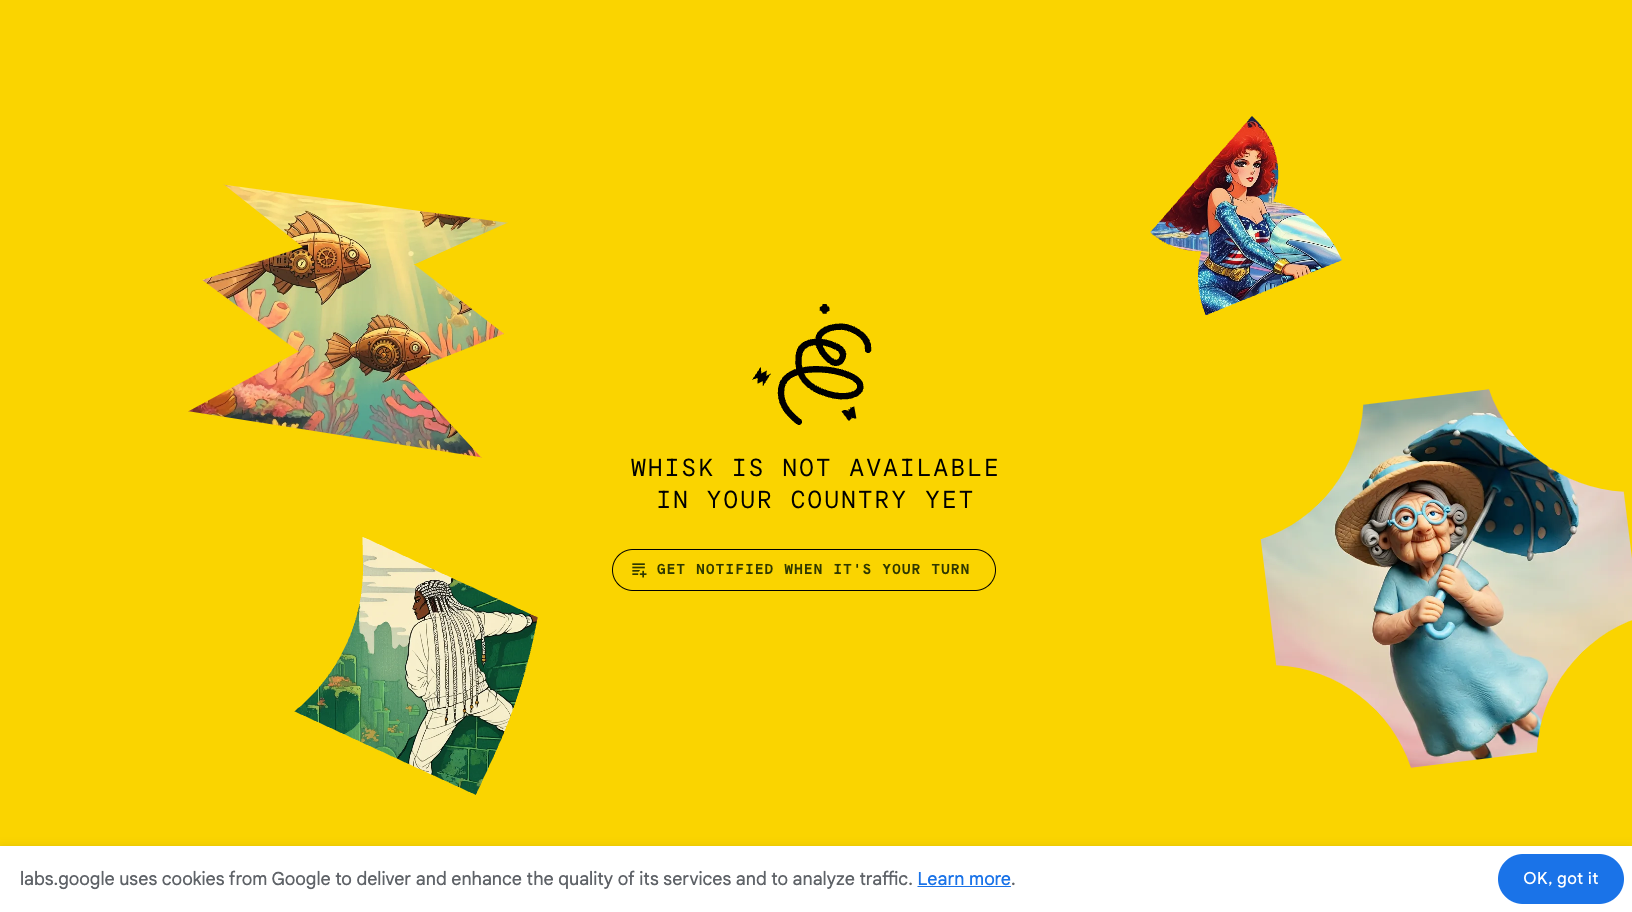 WHISK IS NOT AVAILABLE
IN YOUR COUNTRY YET
GET NOTIFIED WHEN IT'S YOUR TURN
labs.google uses cookies from Google to deliver and enhance the quality of its services and to analyze traffic. Learn more.
OK, got it